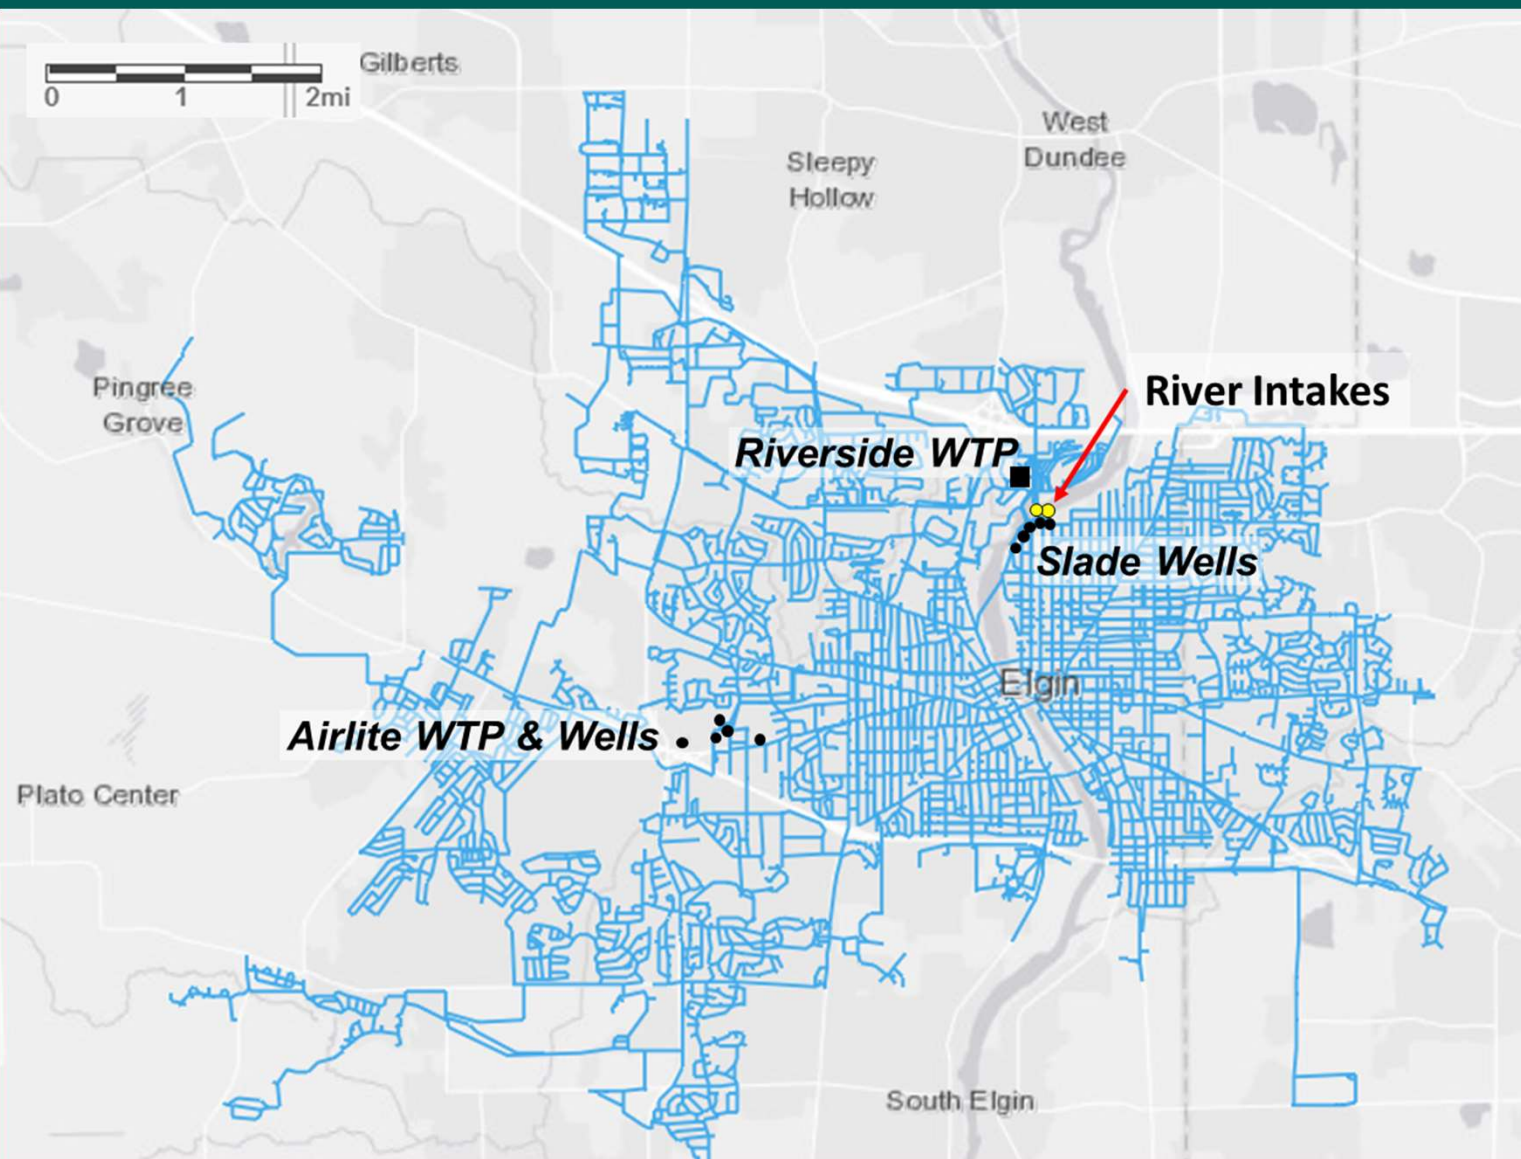 Gilberts
0 1 2mi
West
Dundee
Sleepy
Hollow
Pingree
Grove
River Intakes
Riverside WTP
Slade Wells
Elgin
Airlite WTP & Wells
Plato Center
South Elgin